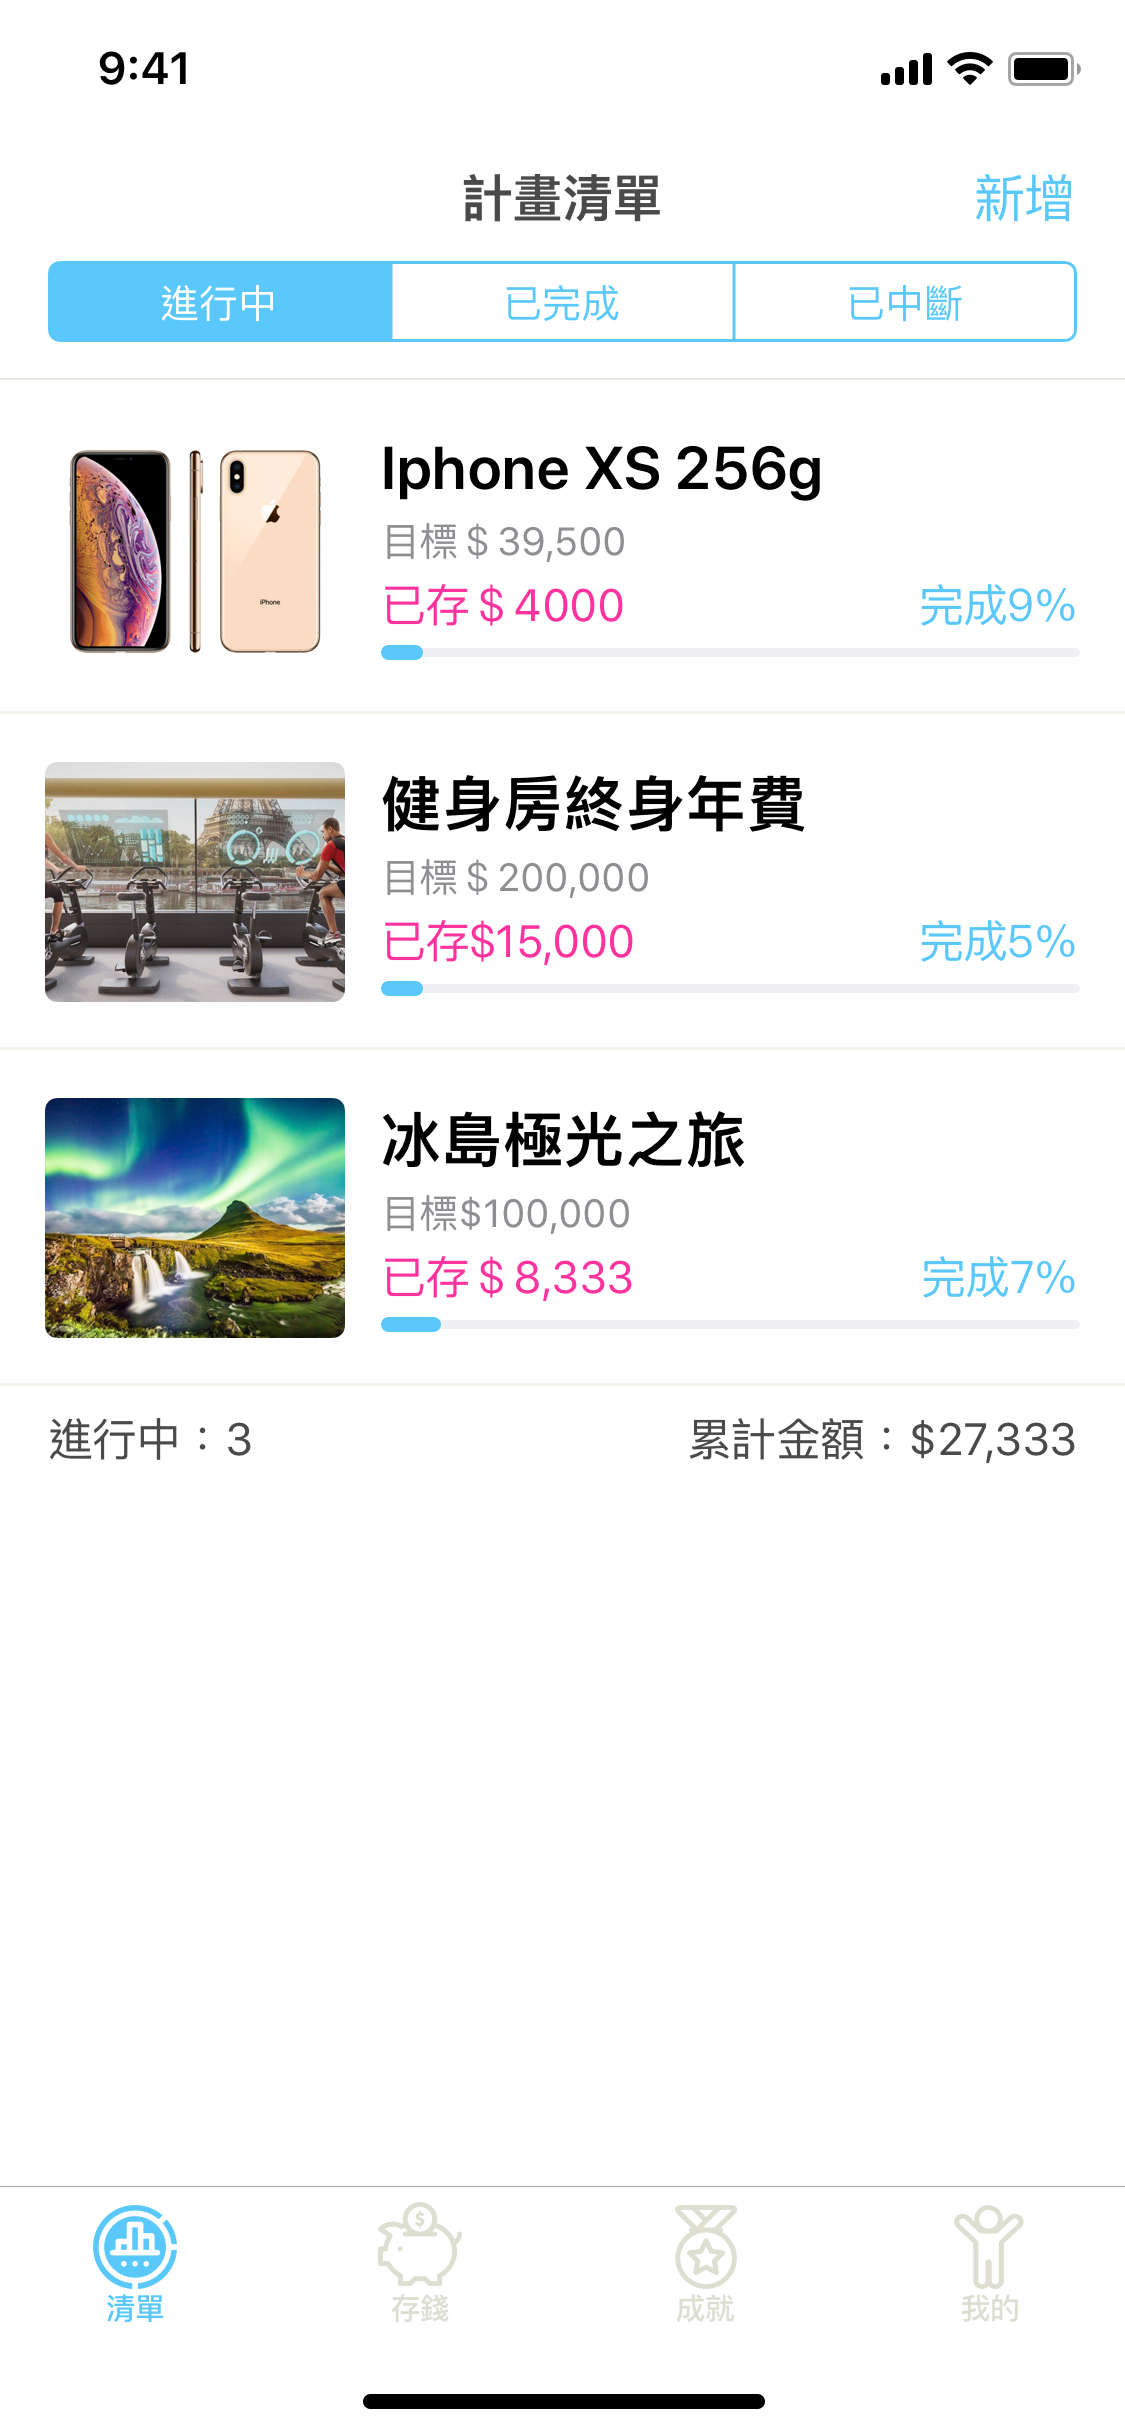 9:41
計畫清單
新增
進行中
已完成
已中斷
Iphone XS 256g
目標 $ 39,500
已存 $ 4000
完成9%
iPhone
健身房終身年費
目標 $ 200,000
已存$15,000
完成5%
冰島極光之旅
目標$100,000
已存 $ 8,333
完成7%
進行中：3
累計金額：$27,333
$
清單
存錢
成就
我的